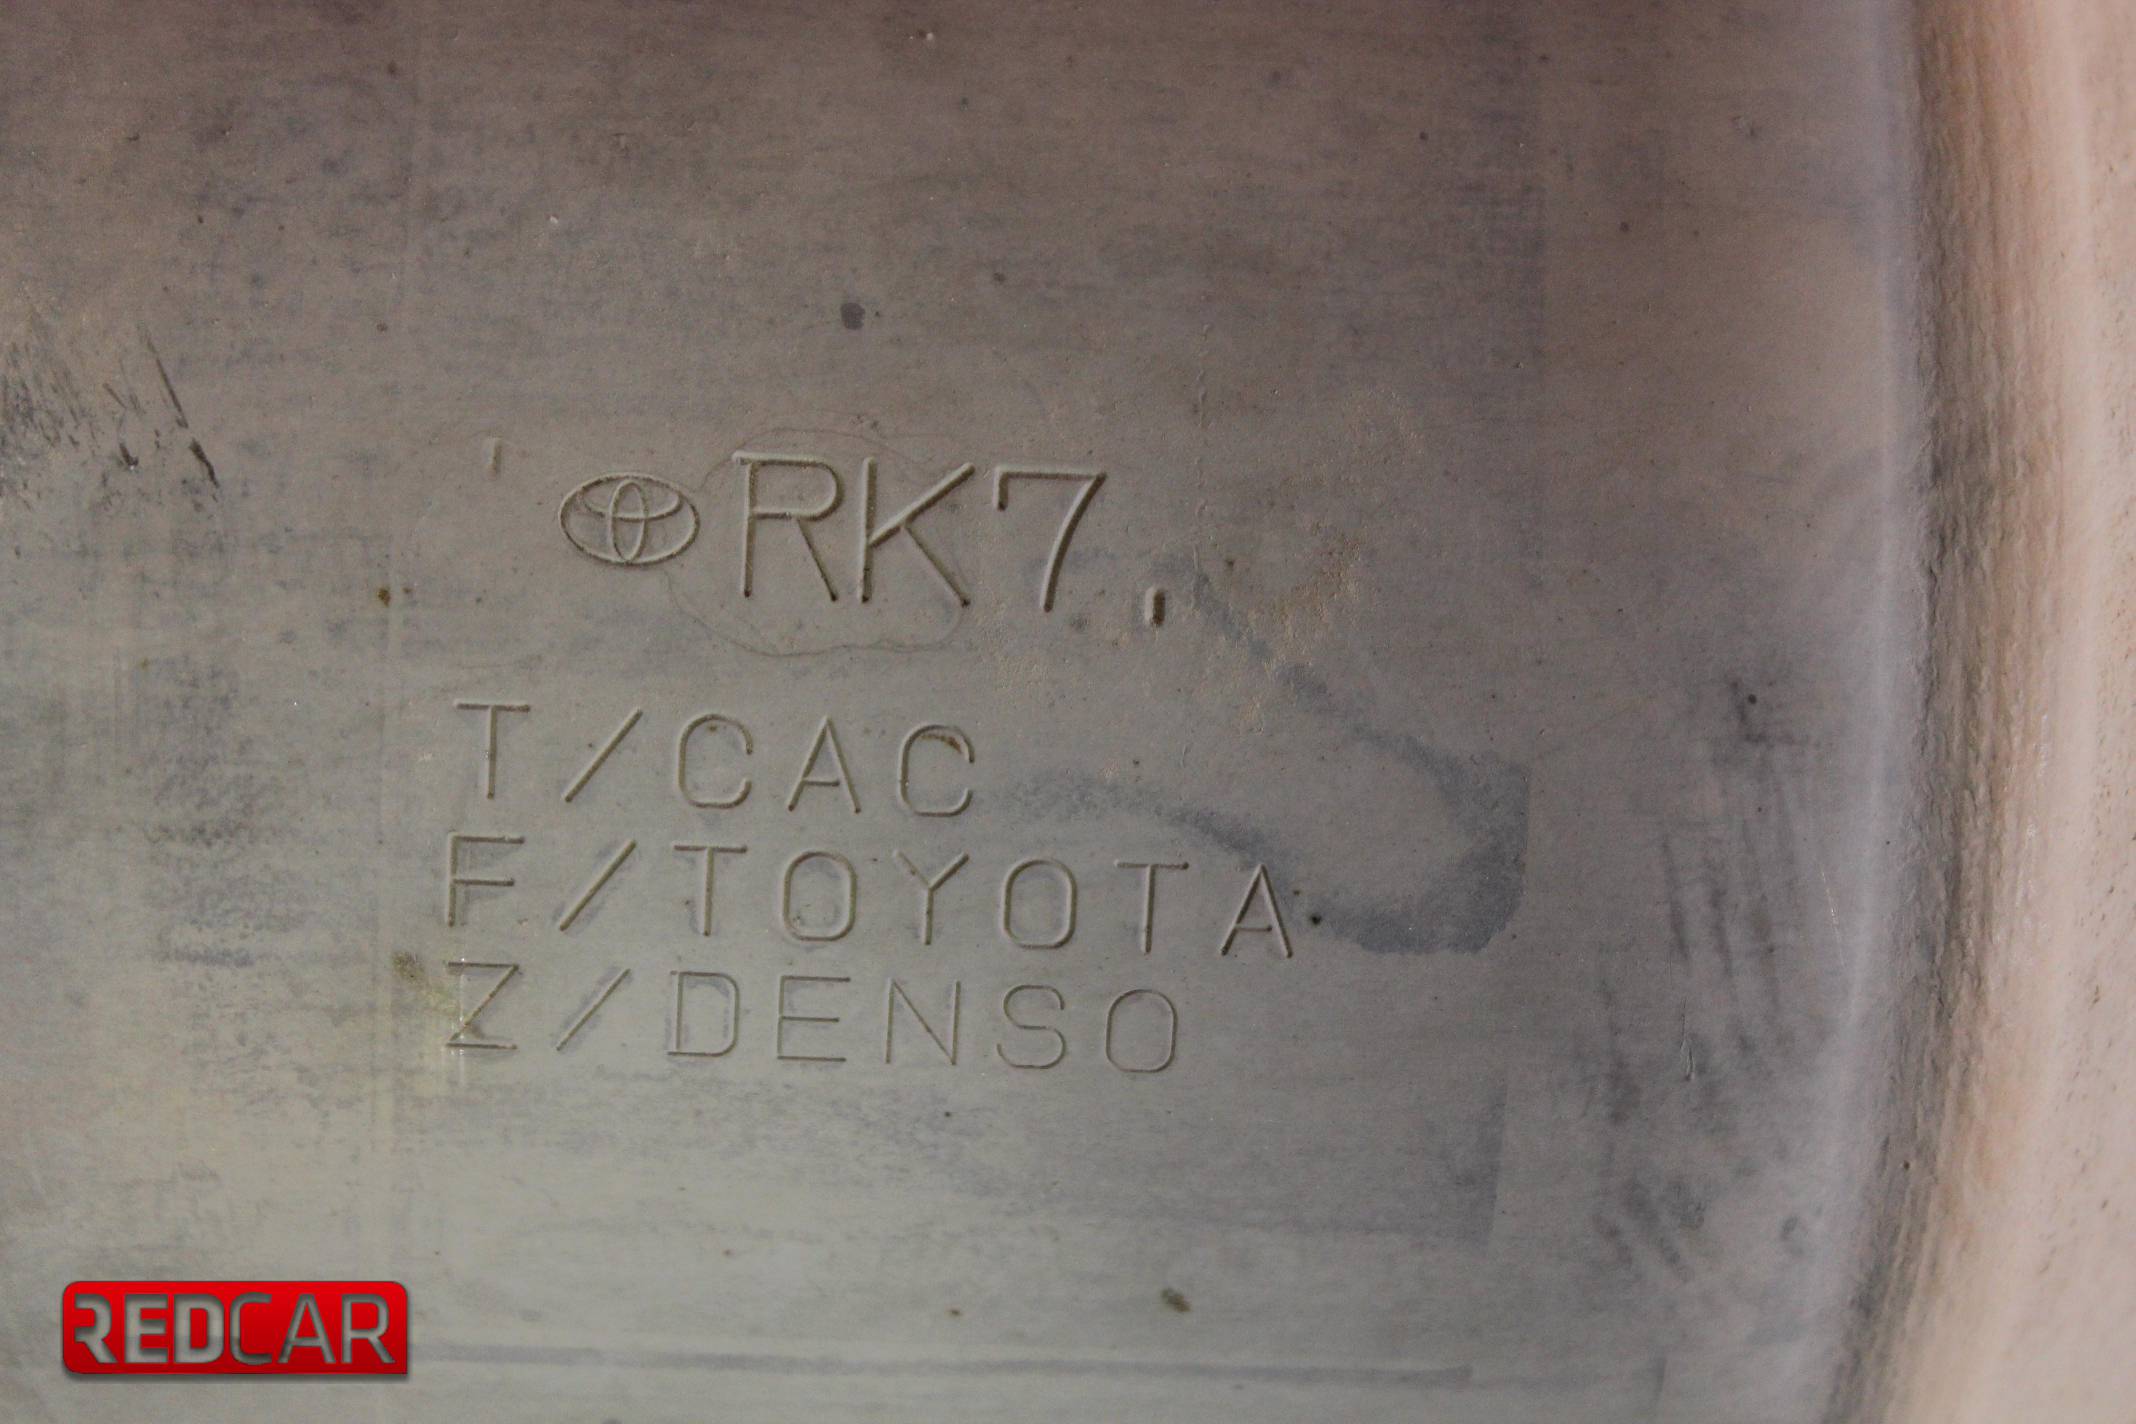 RK7
T/CAC
F/TOYOTA
Z/DENSO
REDCAR